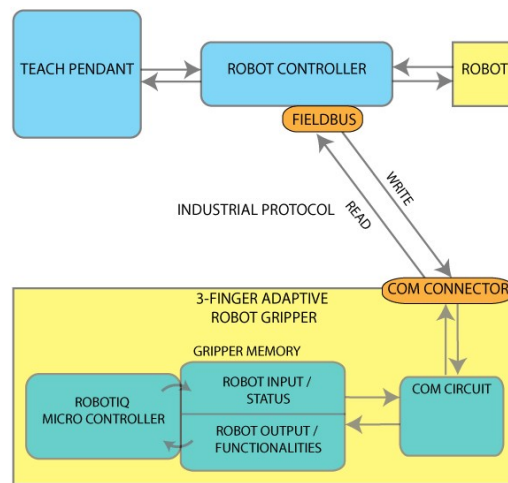 TEACH PENDANT
ROBOT CONTROLLER
ROBOT
FIELDBUS
WRITE
READ
INDUSTRIAL PROTOCOL
COM CONNECTOR
3-FINGER ADAPTIVE
ROBOT GRIPPER
GRIPPER MEMORY
ROBOTIQ
MICRO CONTROLLER
ROBOT INPUT /
STATUS
ROBOT OUTPUT /
FUNCTIONALITIES
COM CIRCUIT